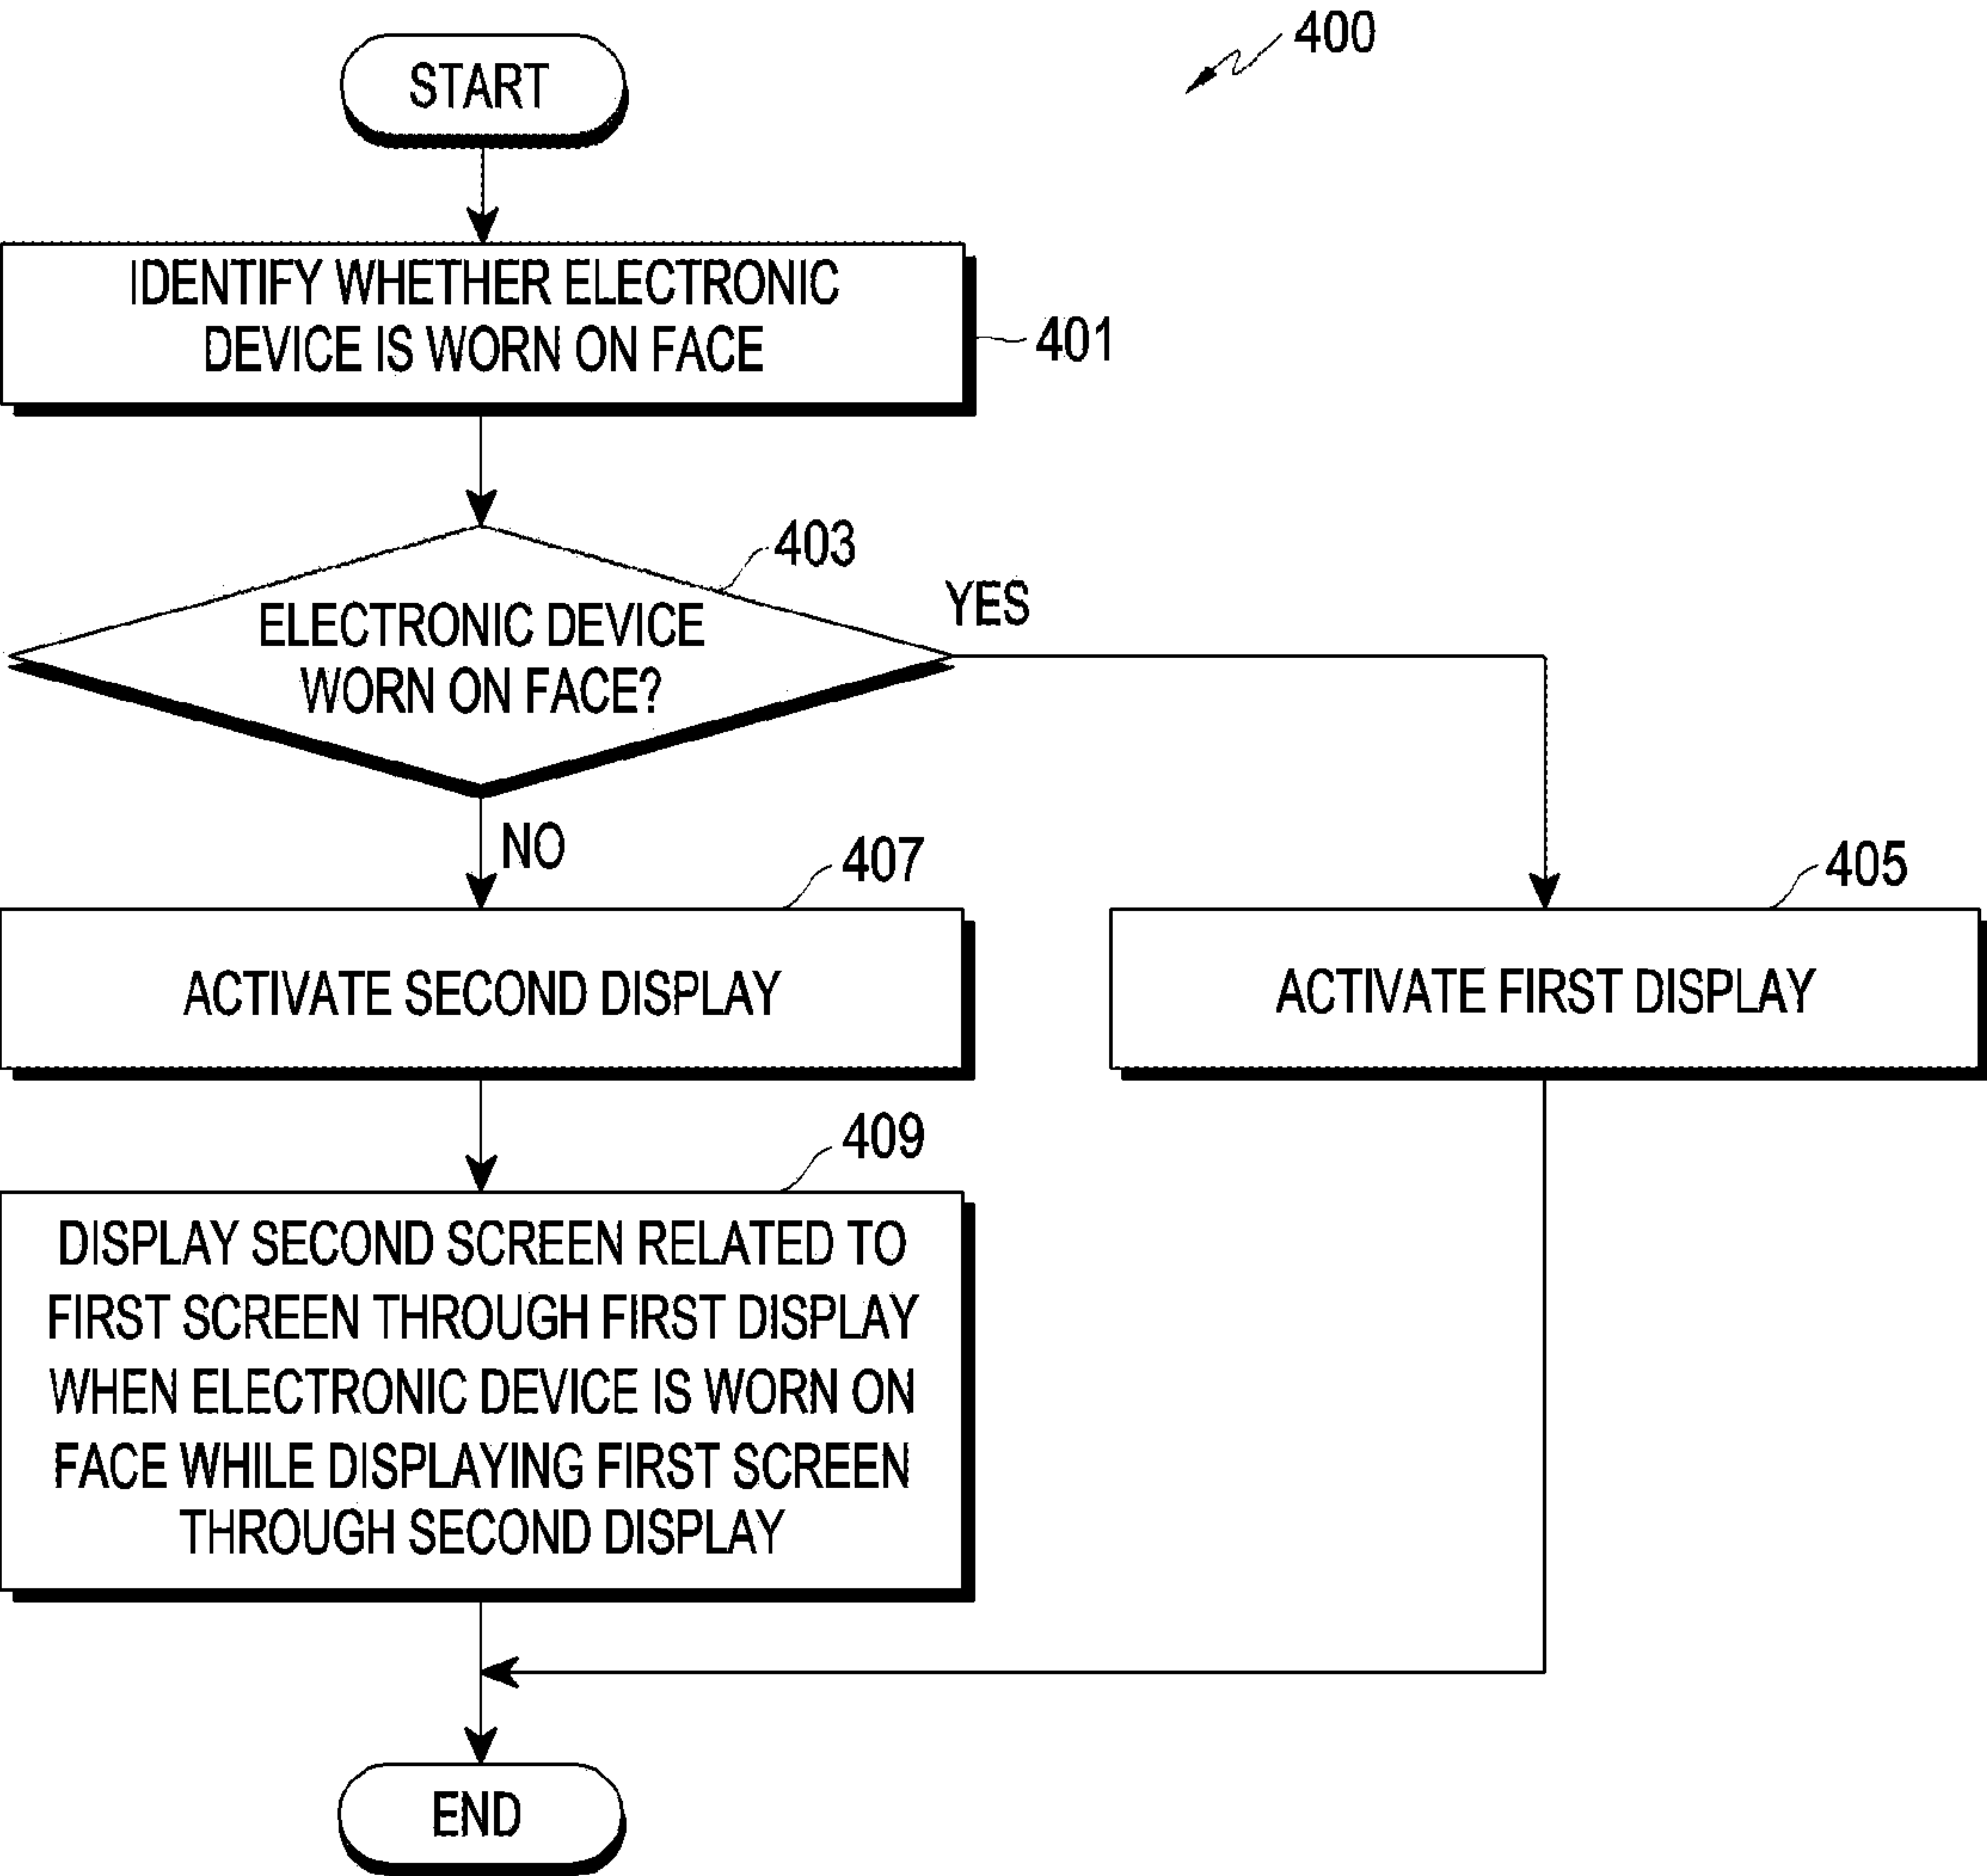 400
START
IDENTIFY WHETHER ELECTRONIC
DEVICE IS WORN ON FACE
401
403
ELECTRONIC DEVICE
WORN ON FACE?
YES
NO
407
ACTIVATE SECOND DISPLAY
405
ACTIVATE FIRST DISPLAY
409
DISPLAY SECOND SCREEN RELATED TO
FIRST SCREEN THROUGH FIRST DISPLAY
WHEN ELECTRONIC DEVICE IS WORN ON
FACE WHILE DISPLAYING FIRST SCREEN
THROUGH SECOND DISPLAY
END